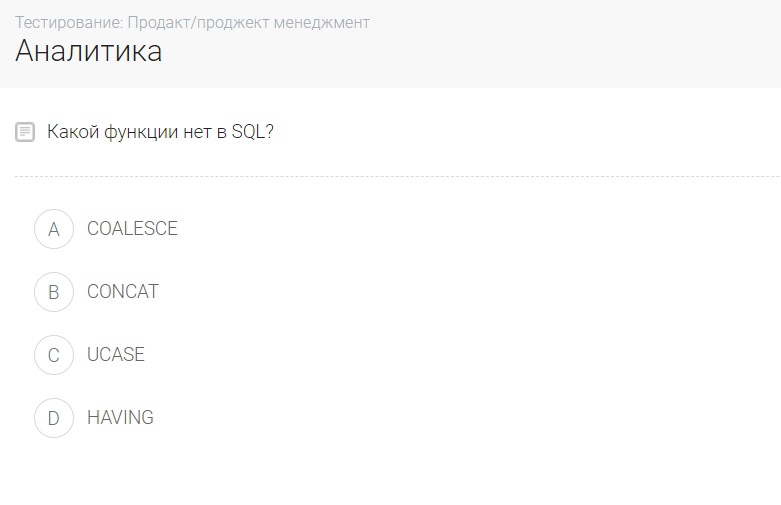 Тестирование: Продакт/проджект менеджмент
Аналитика
Какой функции нет в SQL?
A COALESCE
B CONCAT
C UCASE
D HAVING